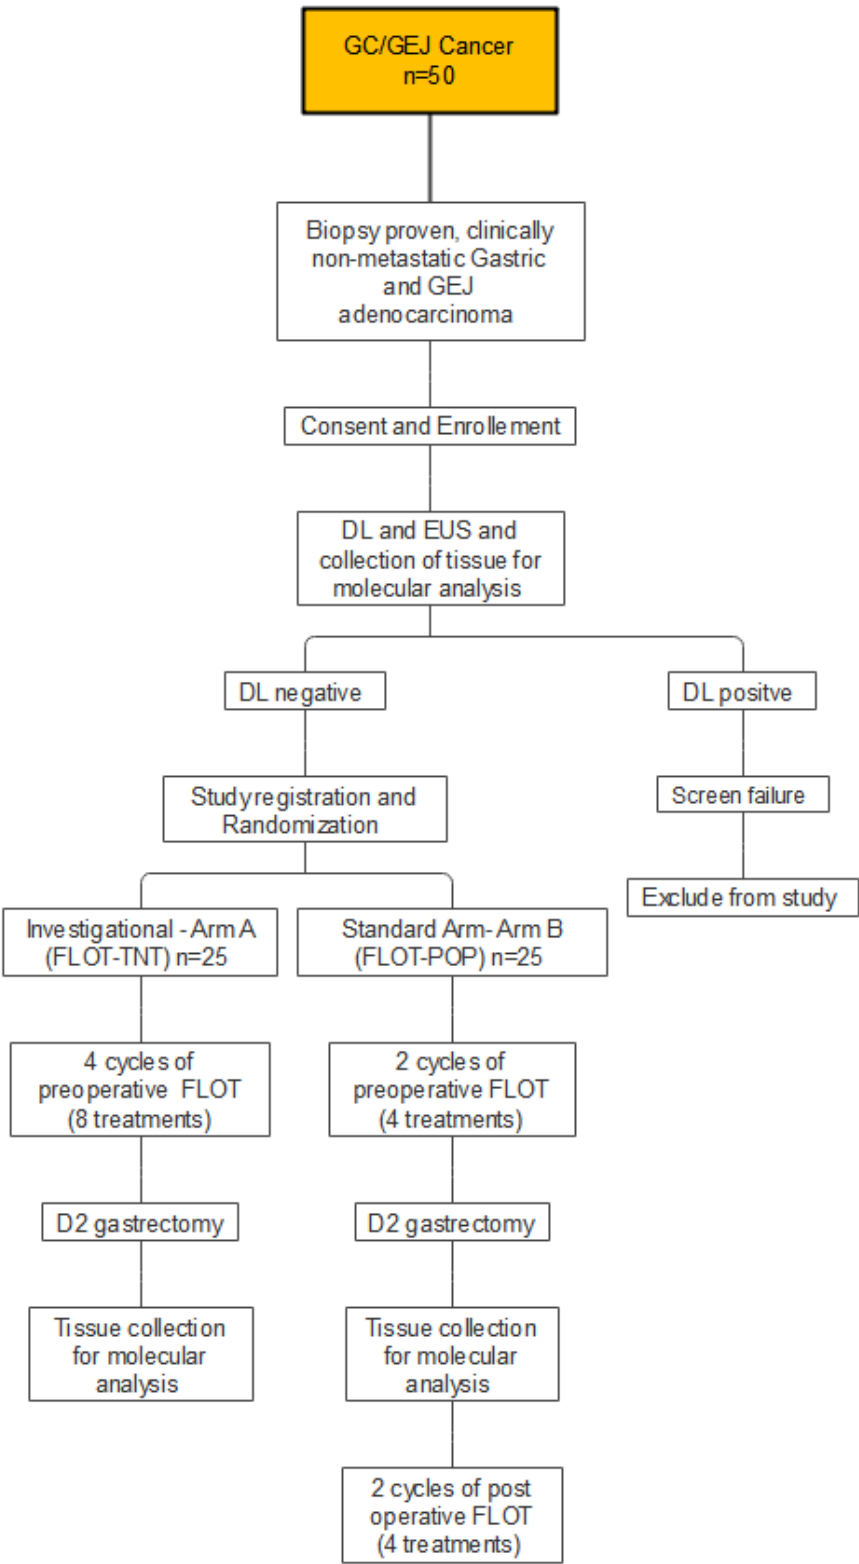 GC/GEJ Cancer
n=50
Biopsy proven, clinically
non-metastatic Gastric
and GEJ
adenocarcinoma
Consent and Enrollement
DL and EUS and
collection of tissue for
molecular analysis
DL negative
DL positve
Study registration and
Randomization
Screen failure
Exclude from study
Investigational - Arm A
(FLOT-TNT) n=25
Standard Arm- Arm B
(FLOT-POP) n=25
4 cycles of
preoperative FLOT
(8 treatments)
2 cycles of
preoperative FLOT
(4 treatments)
D2 gastrectomy
D2 gastrectomy
Tissue collection
for molecular
analysis
Tissue collection
for molecular
analysis
2 cycles of post
operative FLOT
(4 treatments)